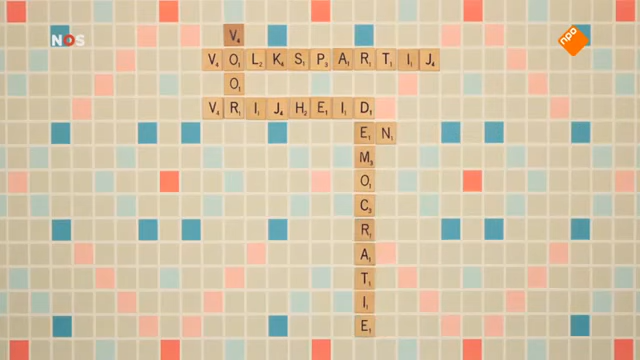 NOS
npo
VOOR
VOLKSPARTIJ
VRIJHEID
EN
DEMOCRATIE